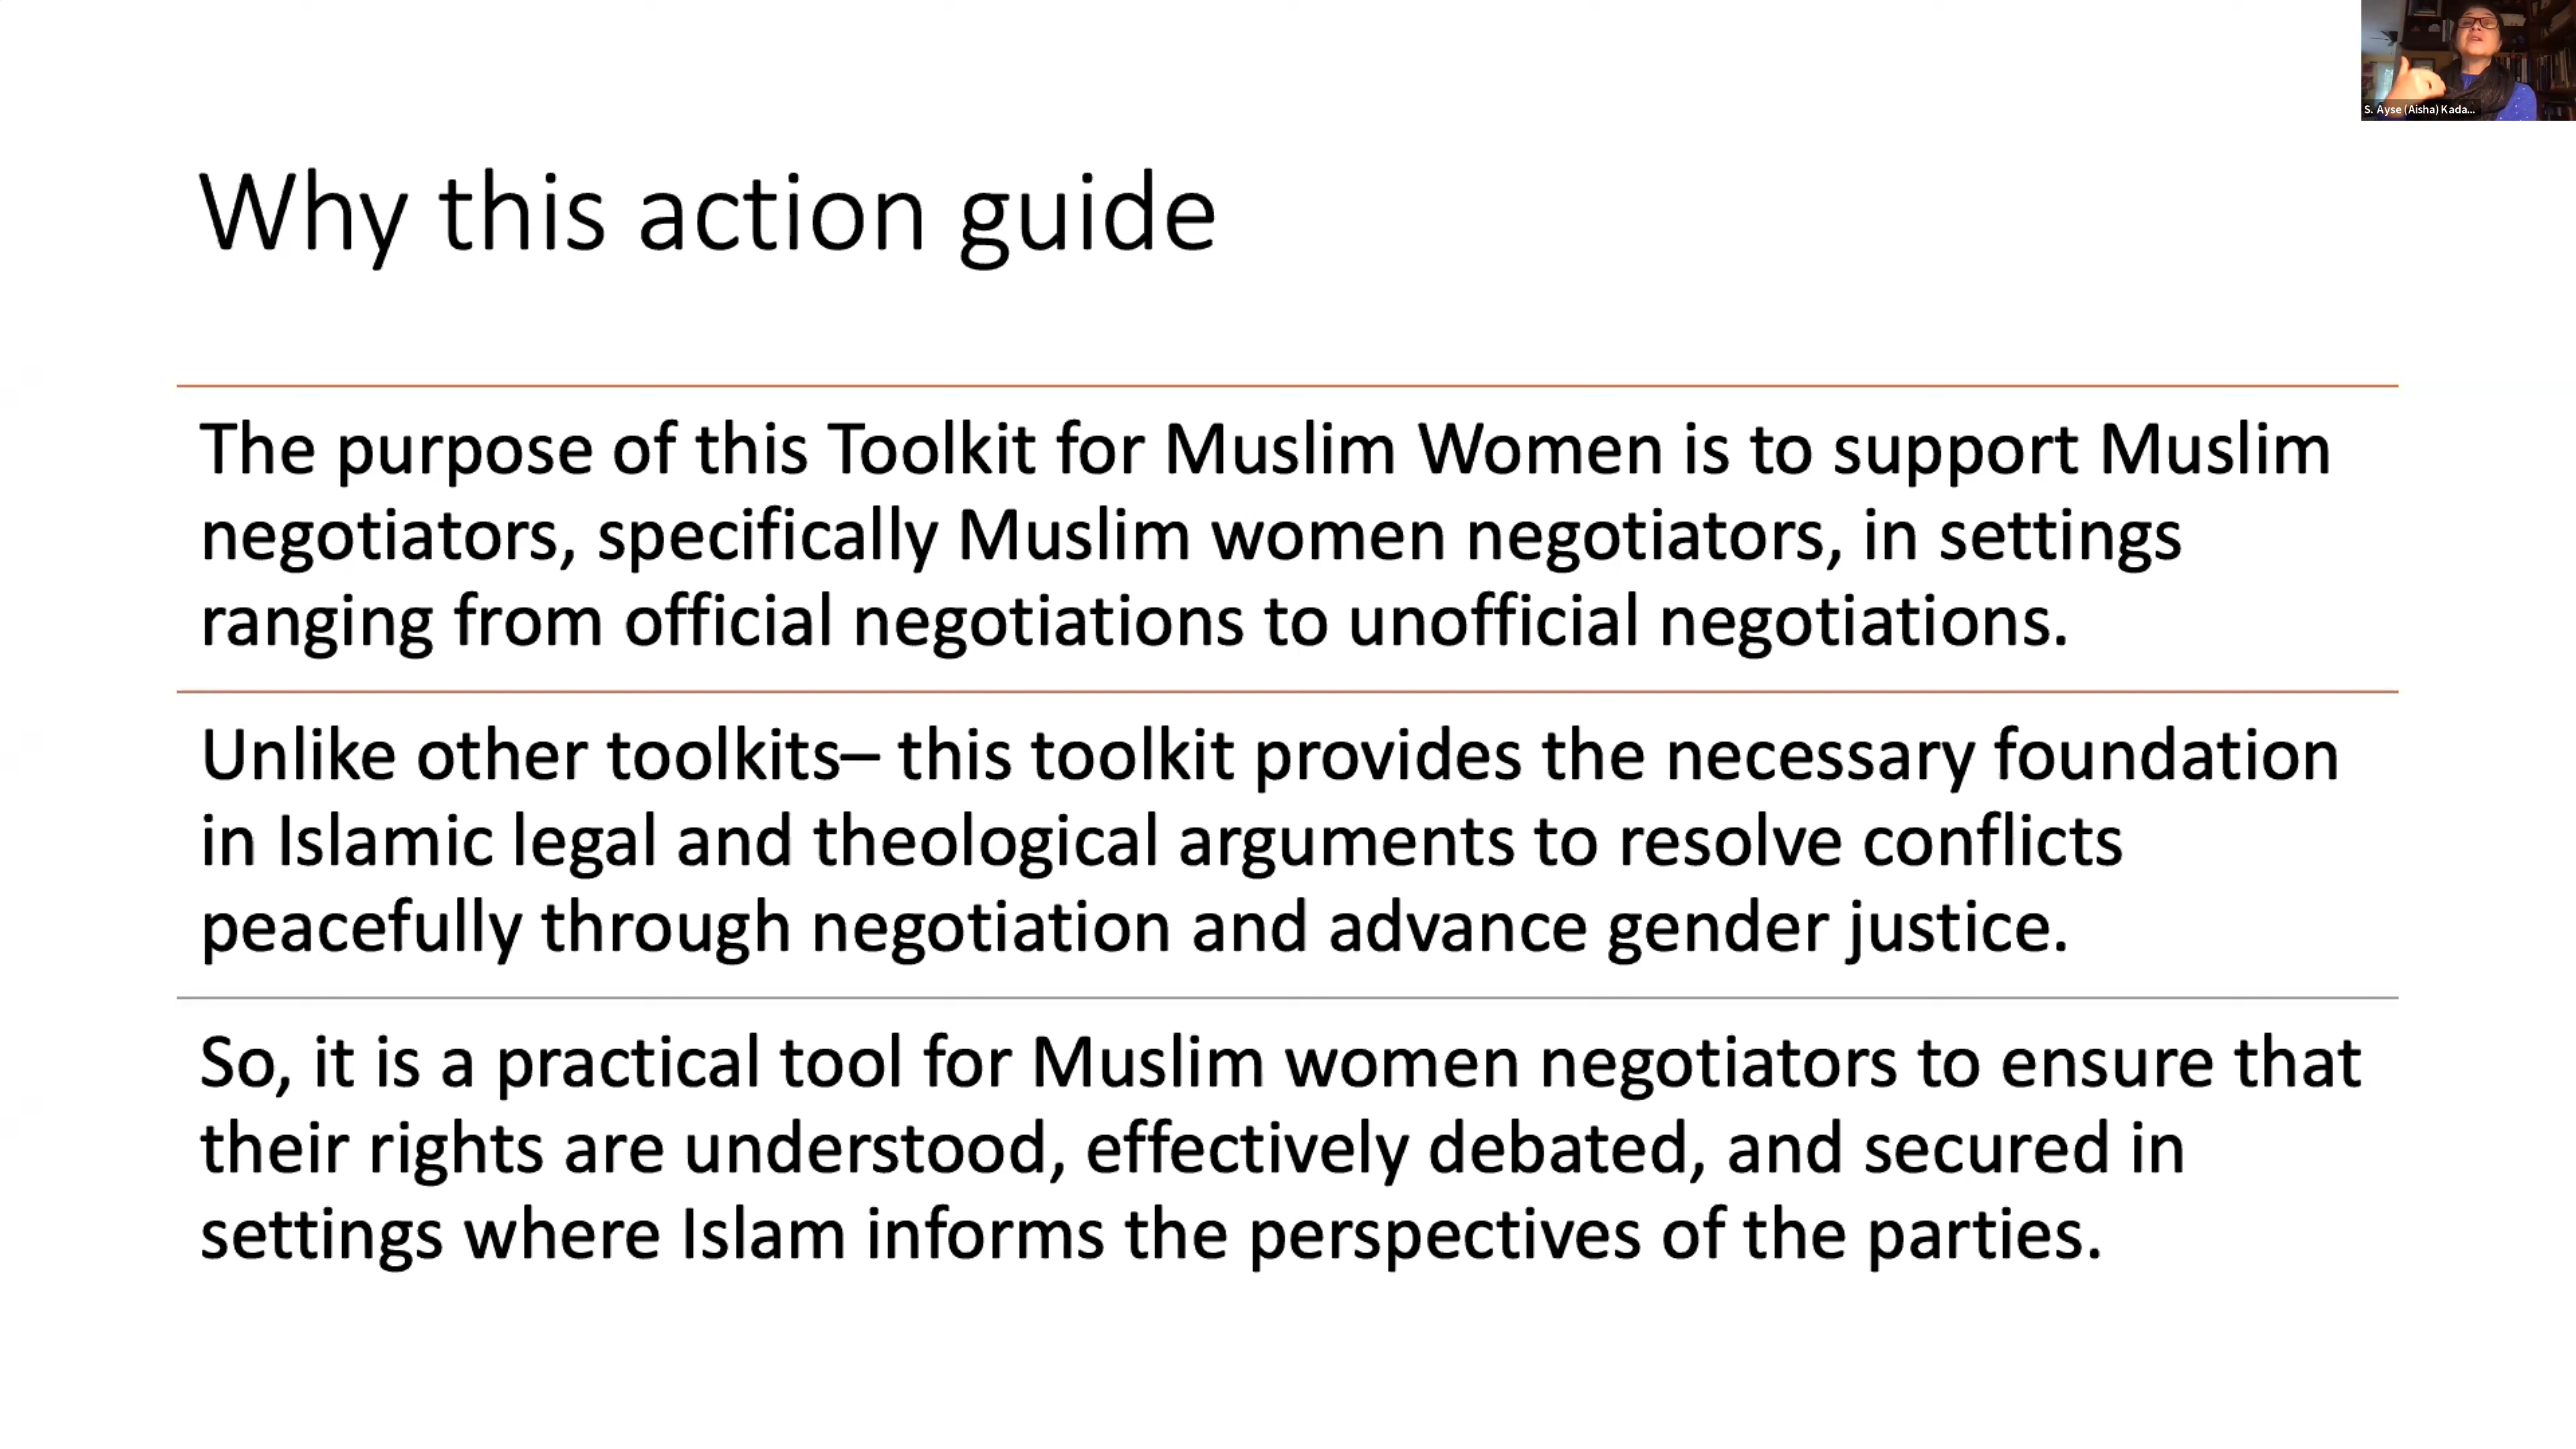 S. Ayse (Aisha) Kada...
Why this action guide
The purpose of this Toolkit for Muslim Women is to support Muslim
negotiators, specifically Muslim women negotiators, in settings
ranging from official negotiations to unofficial negotiations.
Unlike other toolkits– this toolkit provides the necessary foundation
in Islamic legal and theological arguments to resolve conflicts
peacefully through negotiation and advance gender justice.
So, it is a practical tool for Muslim women negotiators to ensure that
their rights are understood, effectively debated, and secured in
settings where Islam informs the perspectives of the parties.